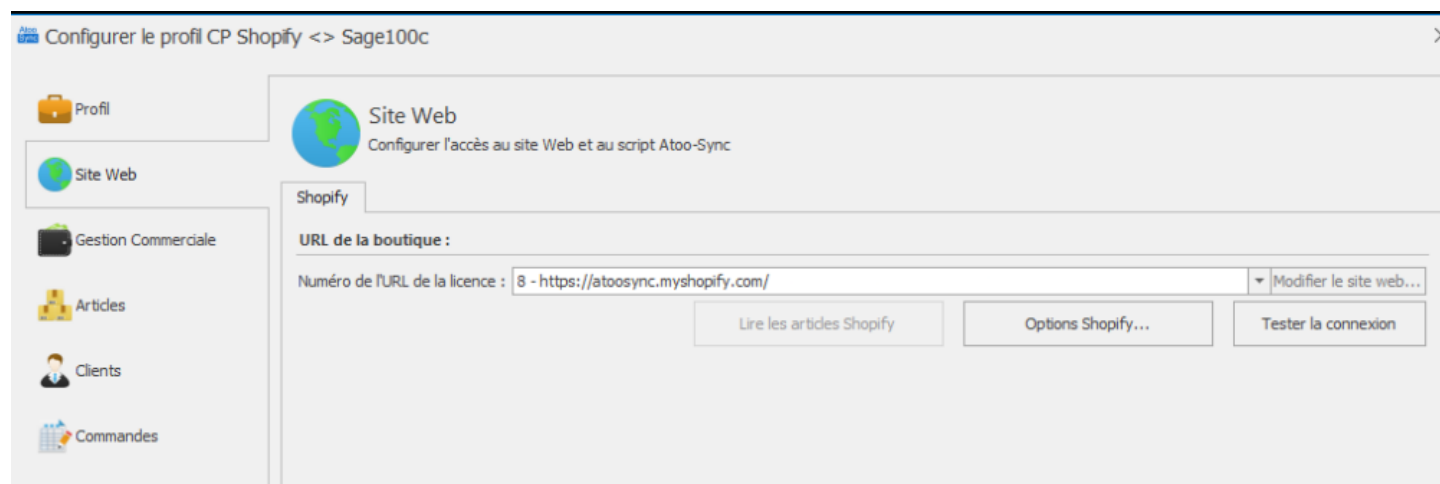 Atoo Sync
Configurer le profil CP Shopify <> Sage100c
Profil
Site Web
Gestion Commerciale
Articles
Clients
Commandes
Site Web
Configurer l'accès au site Web et au script Atoo-Sync
Shopify
URL de la boutique :
Numéro de l'URL de la licence : 8 - https://atoosync.myshopify.com/ Modifier le site web...
Lire les articles Shopify Options Shopify... Tester la connexion